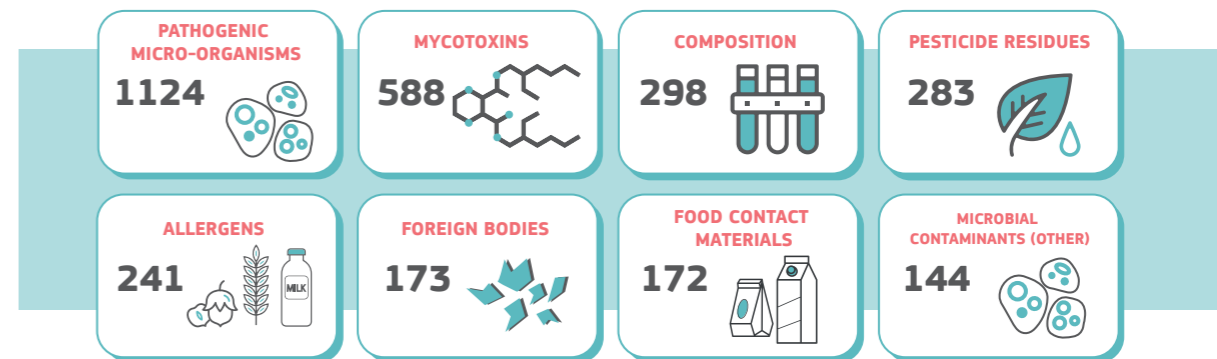 PATHOGENIC
MICRO-ORGANISMS
1124
MYCOTOXINS
588
COMPOSITION
298
PESTICIDE RESIDUES
283
ALLERGENS
241
MILK
FOREIGN BODIES
173
FOOD CONTACT
MATERIALS
172
MICROBIAL
CONTAMINANTS (OTHER)
144